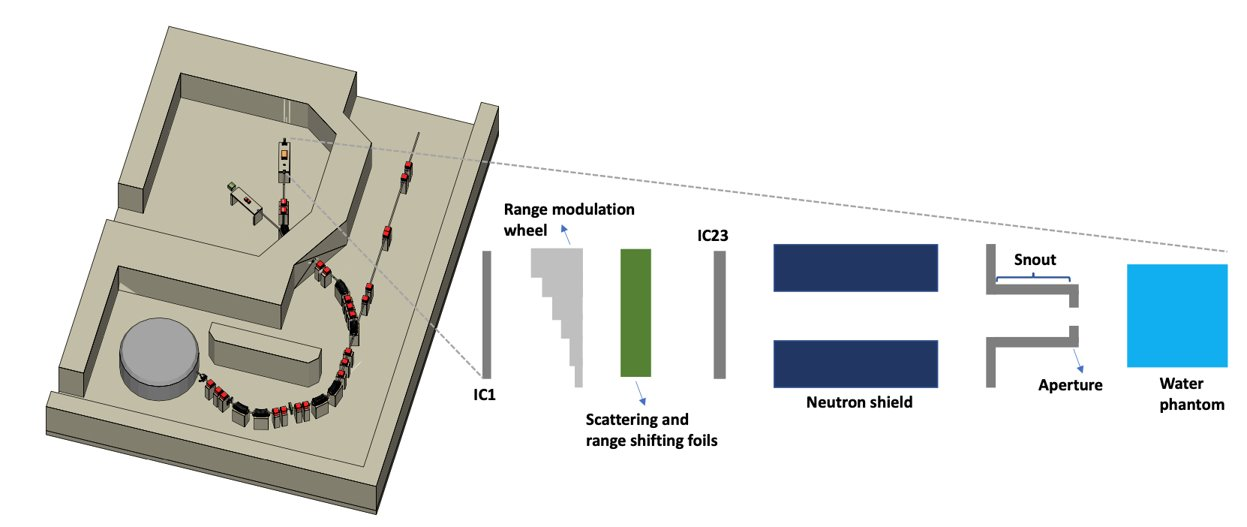 Range modulation
wheel
IC23
Snout
IC1
Scattering and
range shifting foils
Neutron shield
Aperture
Water
phantom